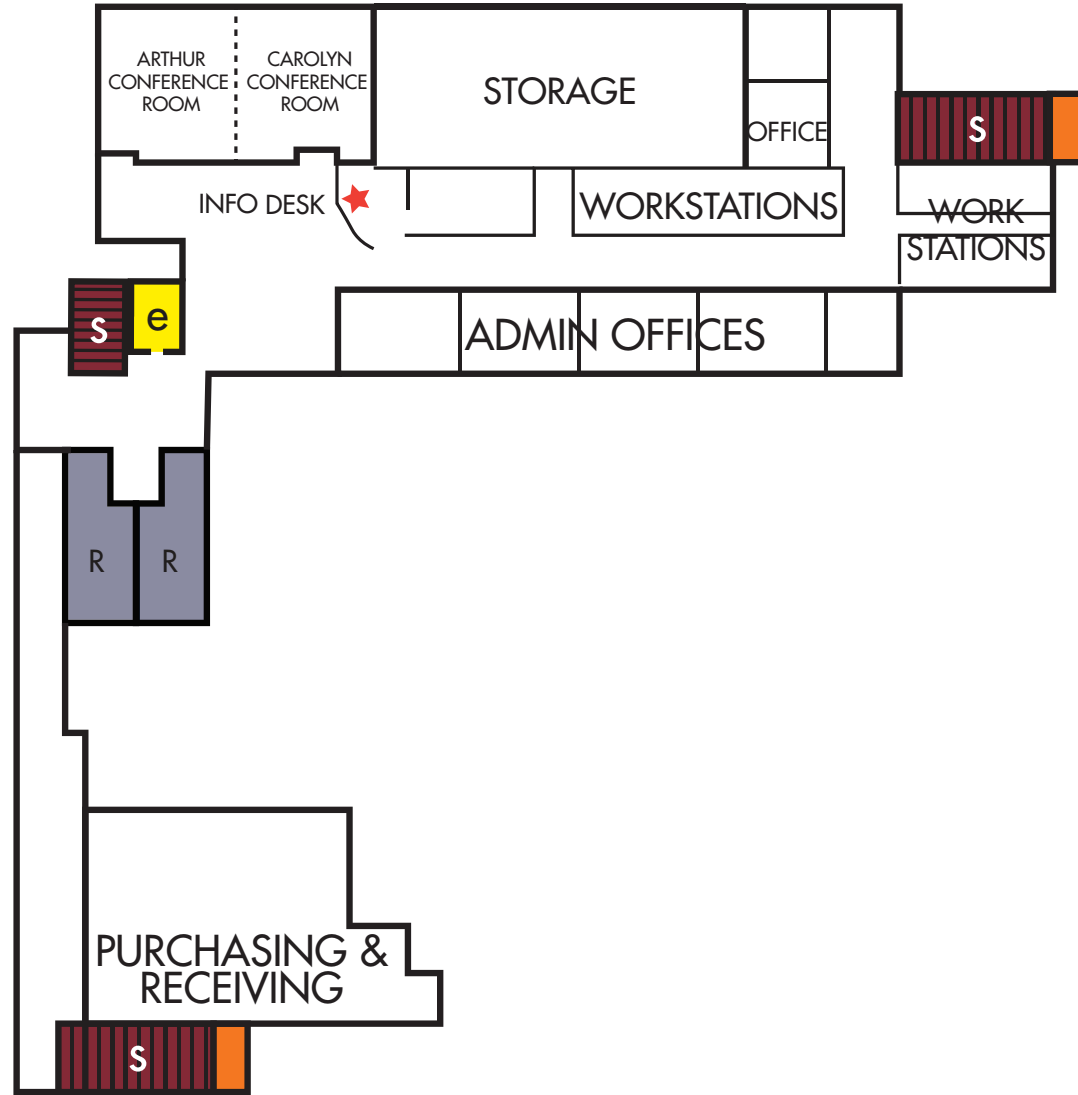 ARTHUR
CONFERENCE
ROOM
CAROLYN
CONFERENCE
ROOM
STORAGE
OFFICE
S
INFO DESK
WORKSTATIONS
WORK
STATIONS
S
e
ADMIN OFFICES
R
R
PURCHASING &
RECEIVING
S